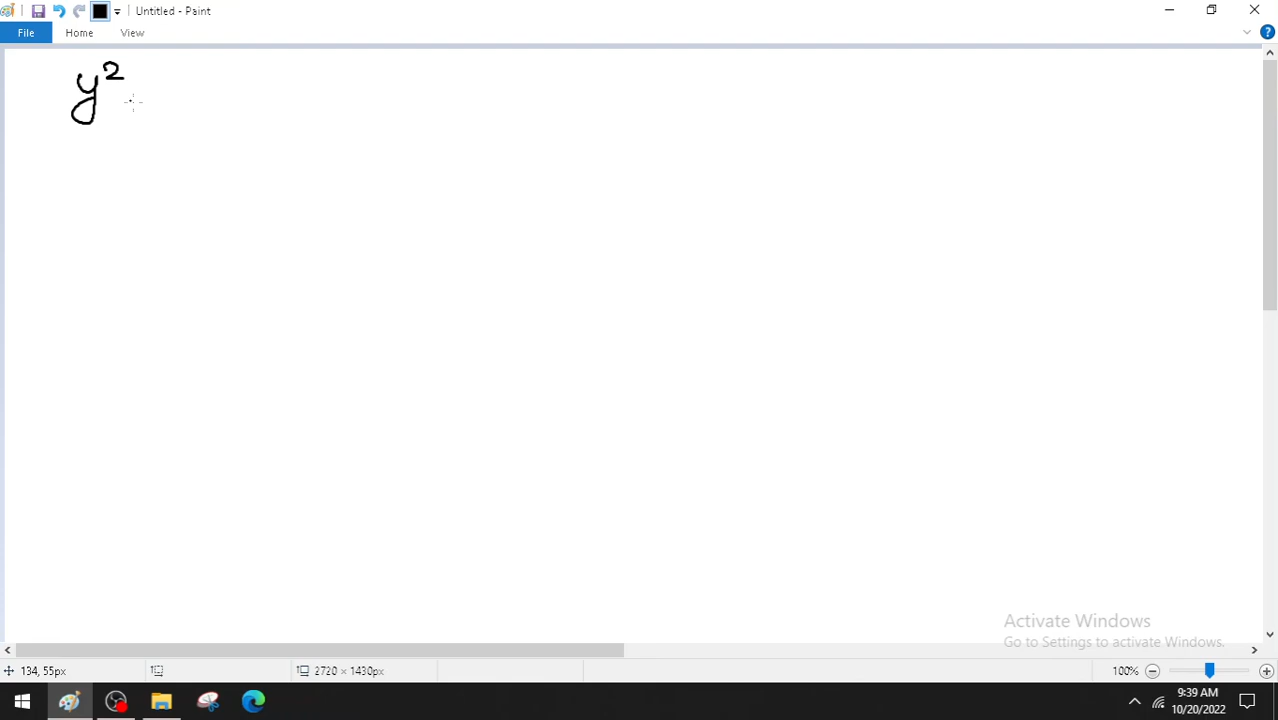 Untitled - Paint
File Home View
y²
Activate Windows
Go to Settings to activate Windows.
134, 55px 2720 × 1430px 100%
9:39 AM
10/20/2022